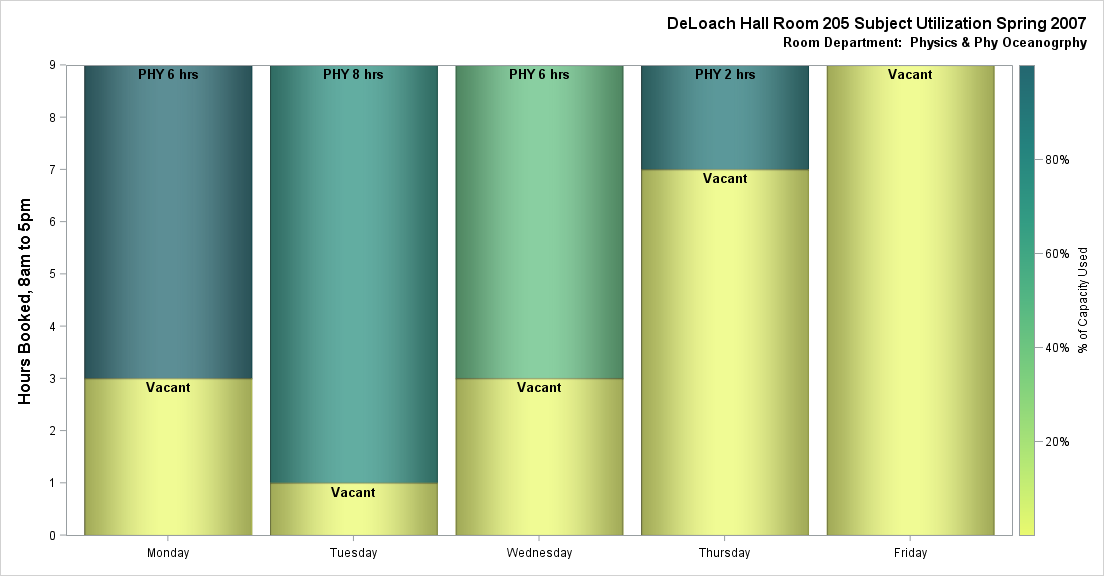 DeLoach Hall Room 205 Subject Utilization Spring 2007
Room Department:  Physics & Phy Oceanogrphy
Hours Booked, 8am to 5pm
9
8
7
6
5
4
3
2
1
0
PHY 6 hrs
Vacant
PHY 8 hrs
Vacant
PHY 6 hrs
Vacant
PHY 2 hrs
Vacant
Vacant
Monday
Tuesday
Wednesday
Thursday
Friday
80%
60%
40%
20%
% of Capacity Used